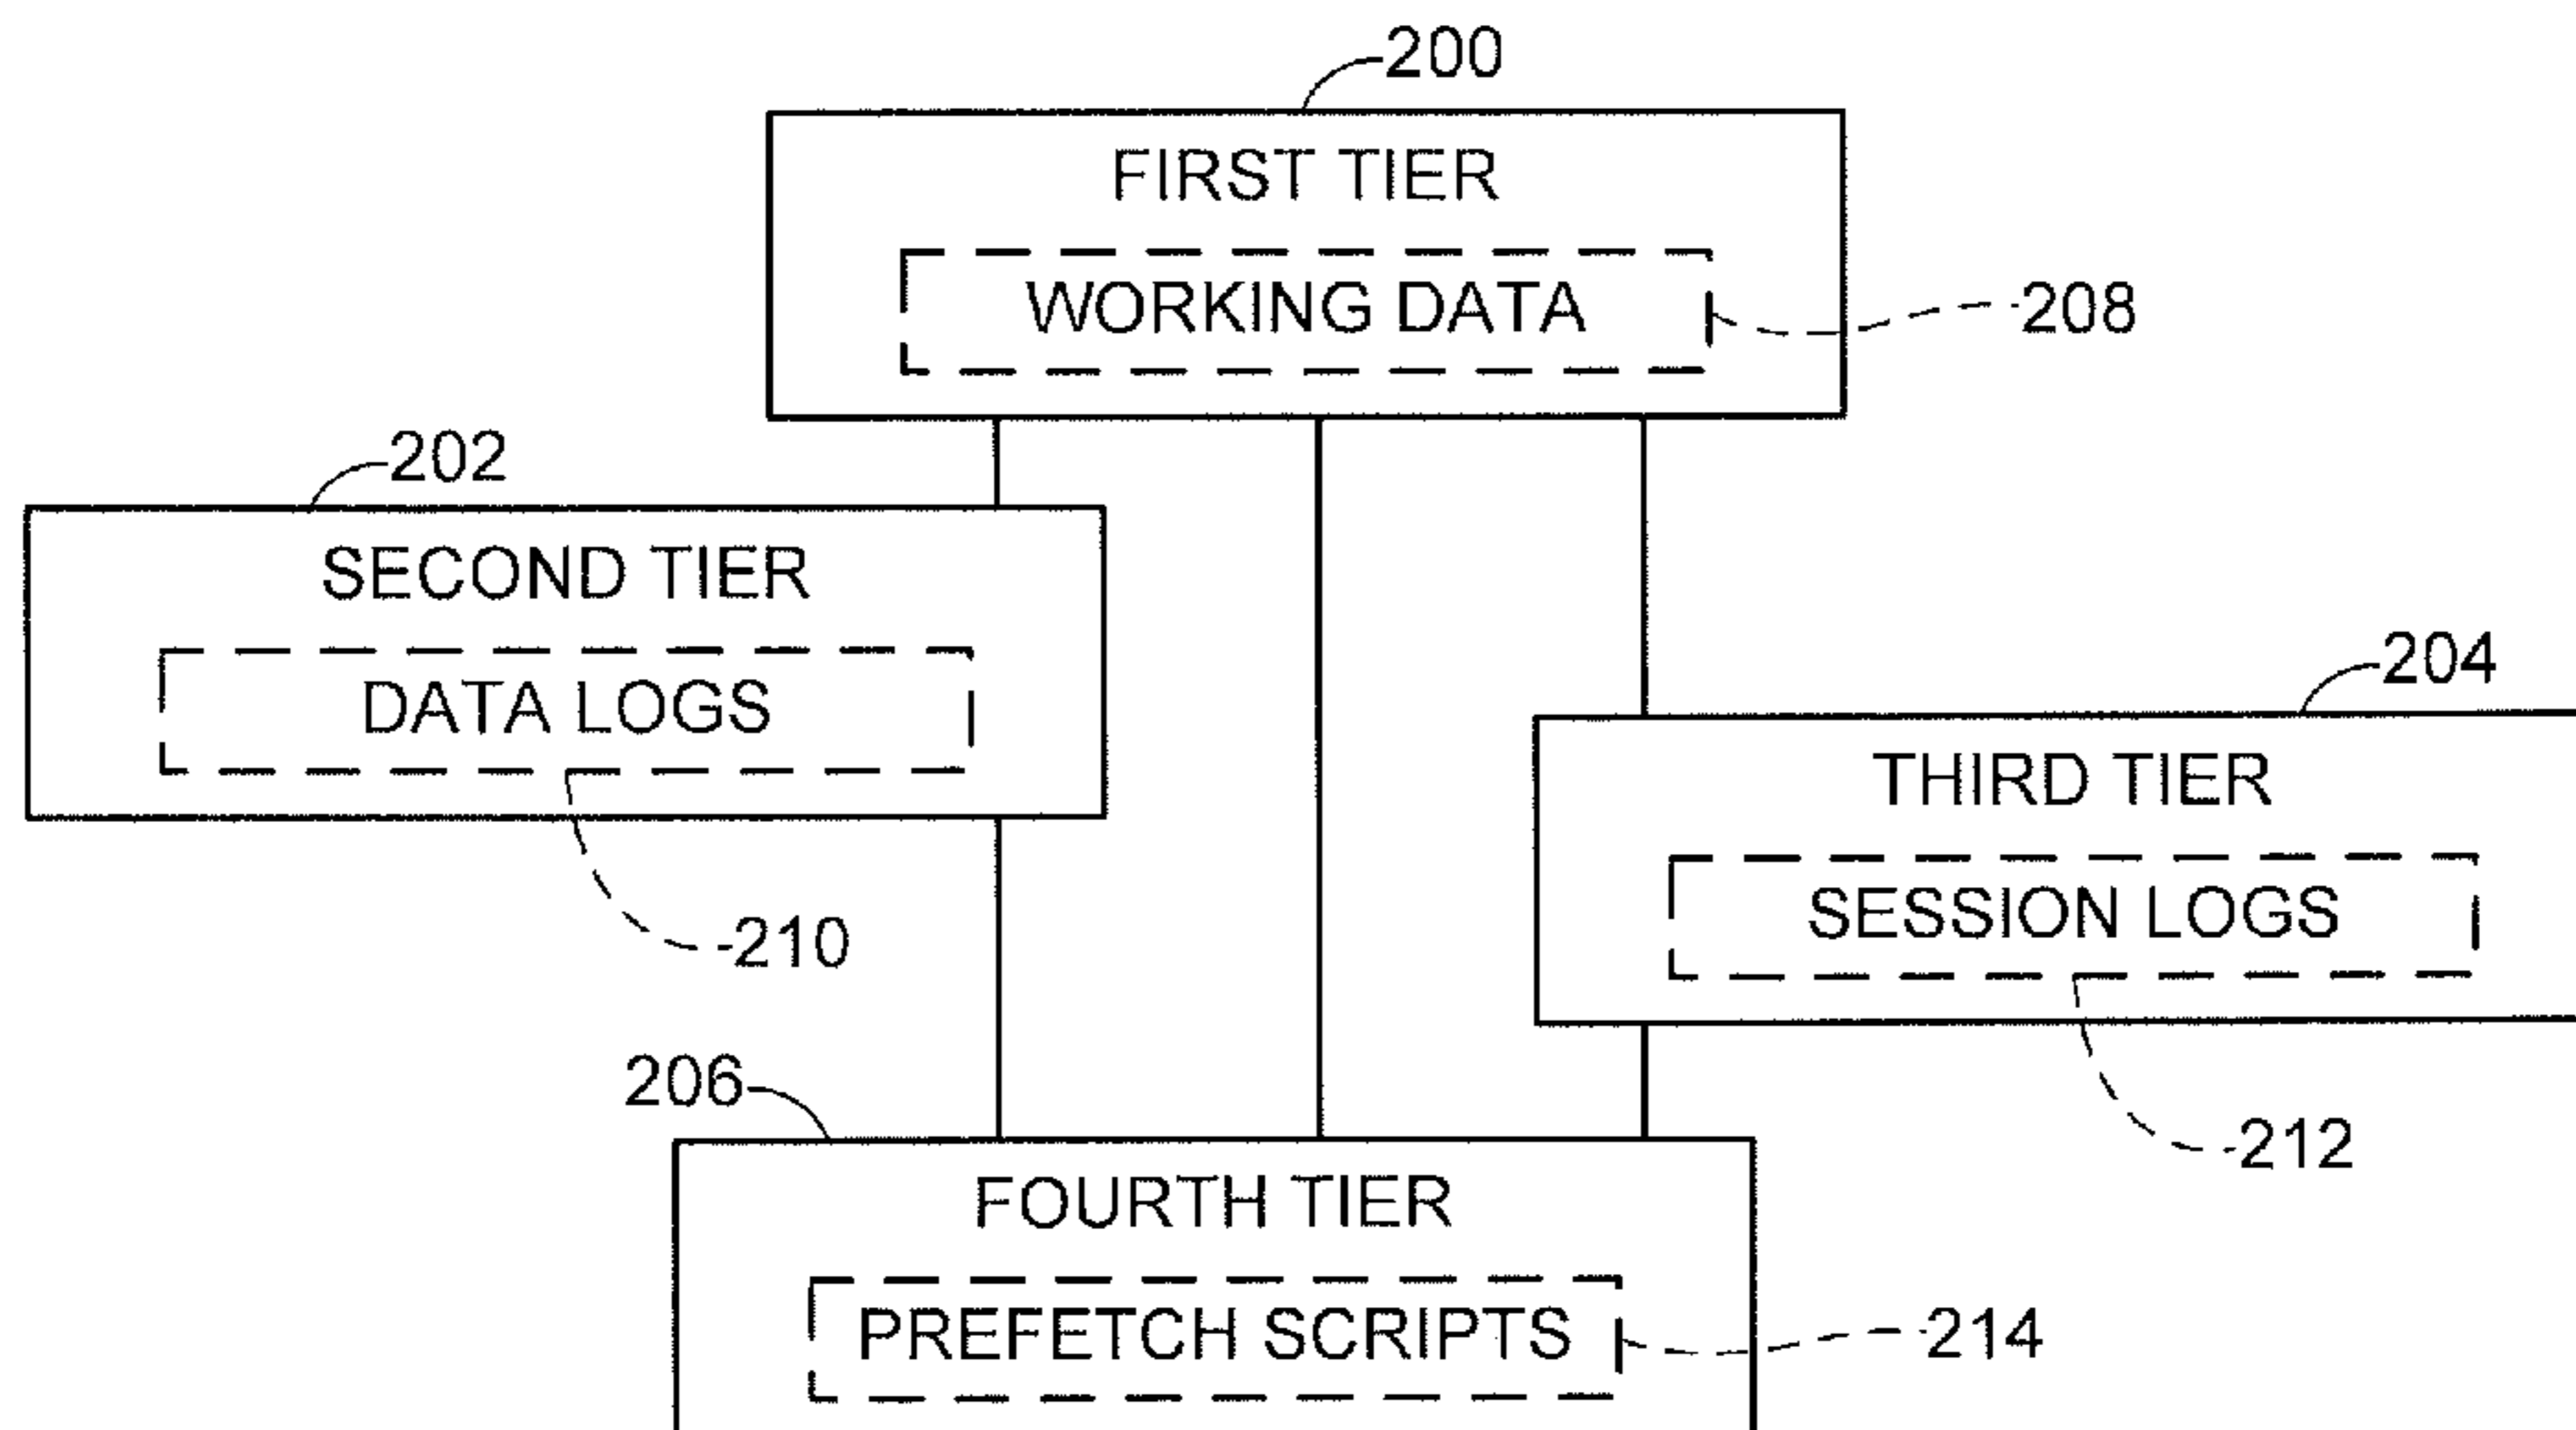 200
FIRST TIER
WORKING DATA
208
202
SECOND TIER
DATA LOGS
210
204
THIRD TIER
SESSION LOGS
212
206
FOURTH TIER
PREFETCH SCRIPTS
214